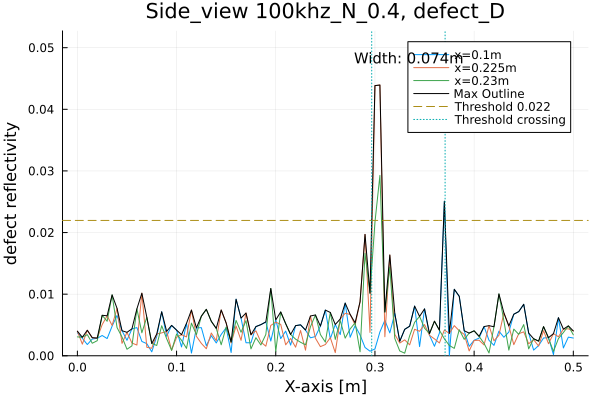 Side_view 100khz_N_0.4, defect_D
Width: 0.074m
x=0.1m
x=0.225m
x=0.23m
Max Outline
Threshold 0.022
Threshold crossing
defect reflectivity
0.05
0.04
0.03
0.02
0.01
0.00
0.0 0.1 0.2 0.3 0.4 0.5
X-axis [m]